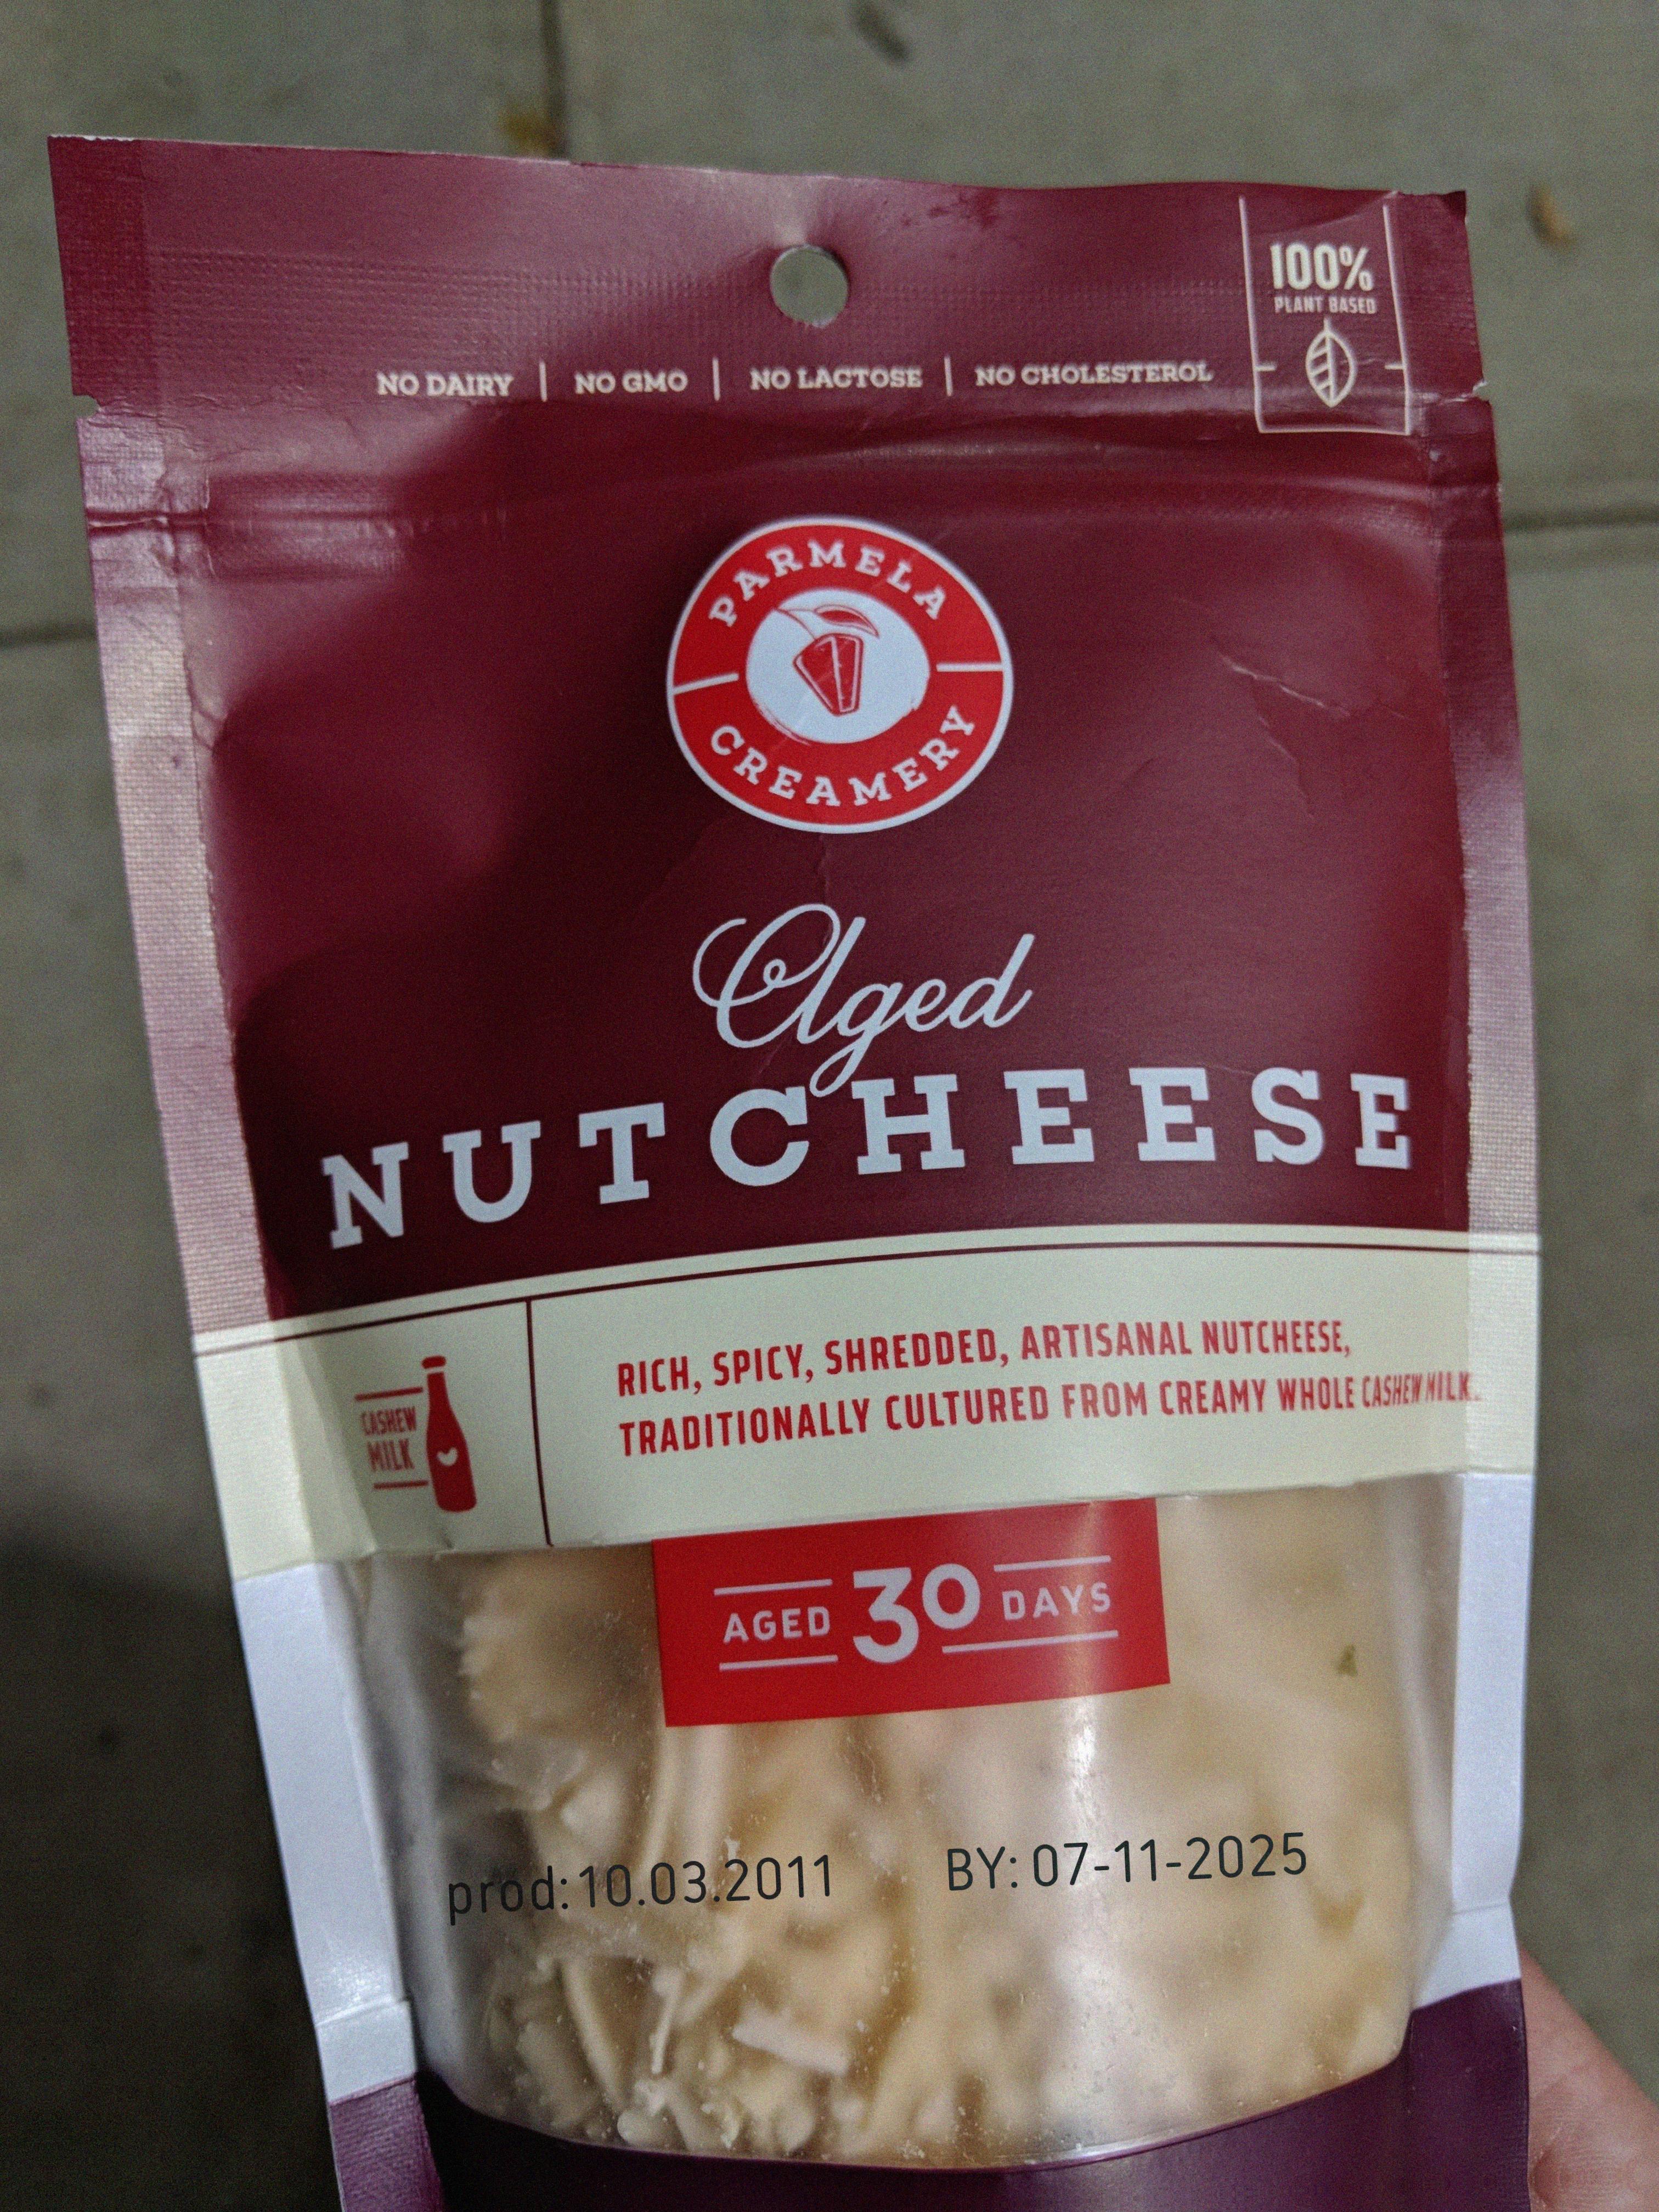 100%
PLANT BASED
NO DAIRY | NO GMO | NO LACTOSE | NO CHOLESTEROL
PARMELA
CREAMERY
Aged
NUTCHEESE
CASHEW
MILK
RICH, SPICY, SHREDDED, ARTISANAL NUTCHEESE,
TRADITIONALLY CULTURED FROM CREAMY WHOLE CASHEW MILK.
AGED 30 DAYS
prod: 10.03.2011 BY: 07-11-2025